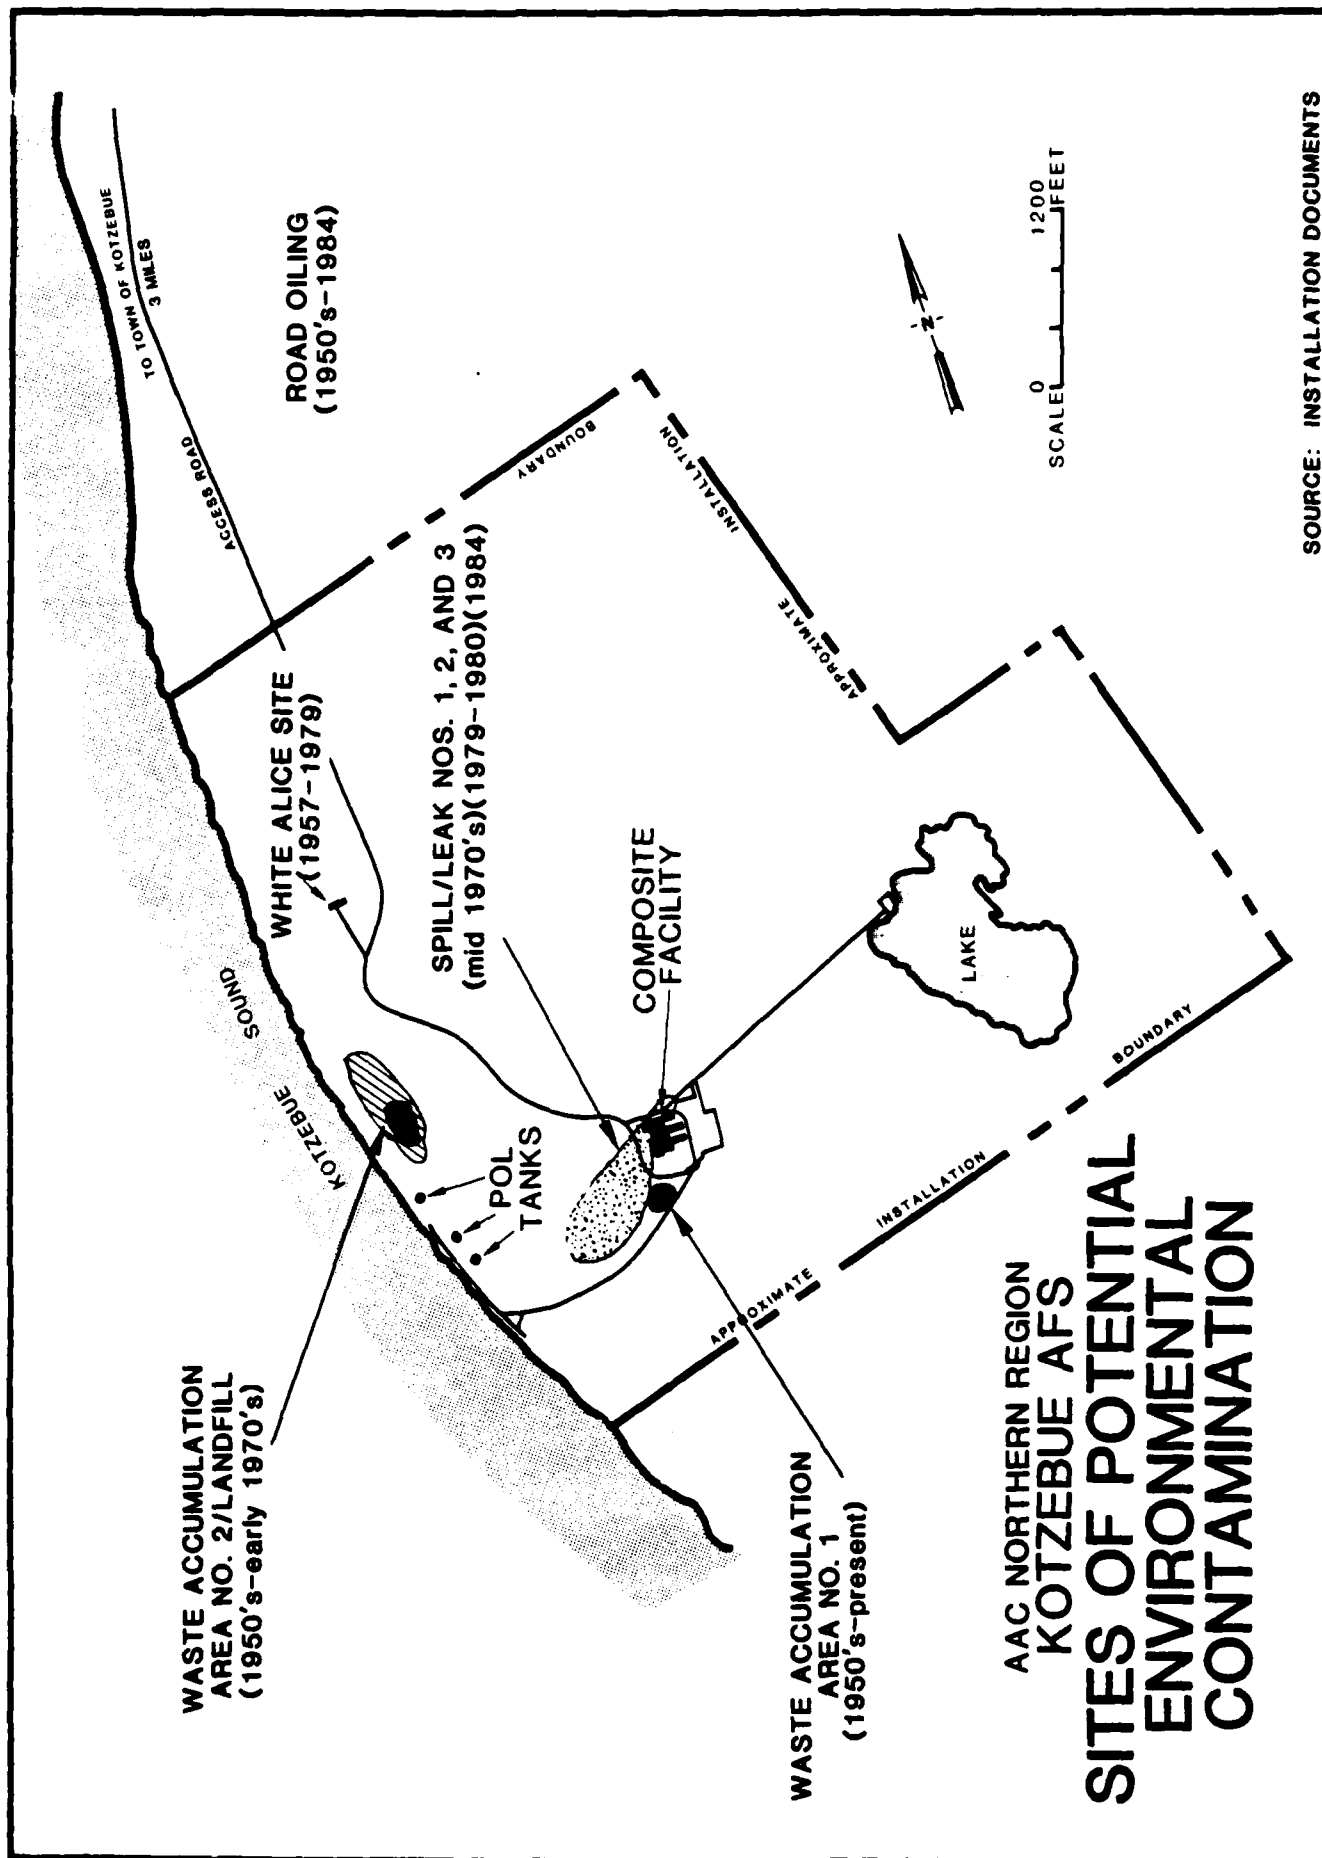 WASTE ACCUMULATION
AREA NO. 2/LANDFILL
(1950's-early 1970's)
KOTZEBUE SOUND
WHITE ALICE SITE
(1957-1979)
ACCESS ROAD
TO TOWN OF KOTZEBUE
3 MILES
ROAD OILING
(1950's-1984)
SPILL/LEAK NOS. 1, 2, AND 3
(mid 1970's)(1979-1980)(1984)
POL
TANKS
COMPOSITE
FACILITY
LAKE
APPROXIMATE INSTALLATION BOUNDARY
APPROXIMATE INSTALLATION BOUNDARY
WASTE ACCUMULATION
AREA NO. 1
(1950's-present)
N
SCALE 0 1200
FEET
AAC NORTHERN REGION
KOTZEBUE AFS
SITES OF POTENTIAL
ENVIRONMENTAL
CONTAMINATION
SOURCE: INSTALLATION DOCUMENTS